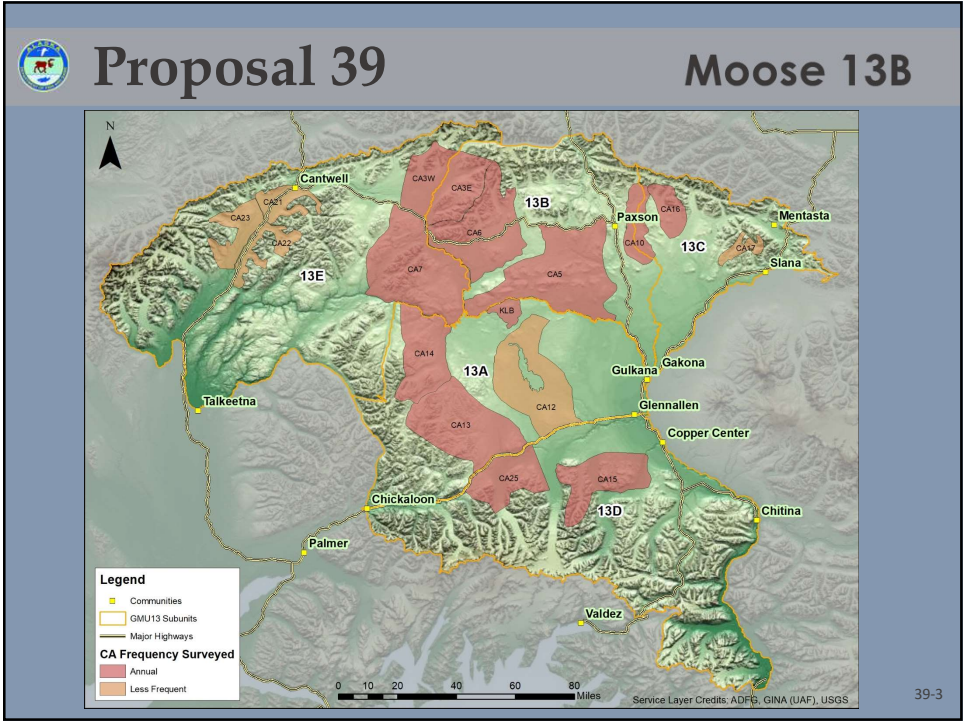 ALASKA
Proposal 39
Moose 13B
N
Cantwell
CA3W
CA3E
CA21
CA23
13B
CA16
CA6
Paxson
Mentasta
CA22
CA10
13C
CA17
13E
CA7
CA5
Slana
KLB
CA14
13A
Gakona
Gulkana
Talkeetna
CA12
Glennallen
CA13
Copper Center
CA25
CA15
Chickaloon
13D
Chitina
Palmer
Valdez
Legend
Communities
GMU13 Subunits
Major Highways
CA Frequency Surveyed
Annual
Less Frequent
0 10 20 40 60 80
Miles
Service Layer Credits: ADFG, GINA (UAF), USGS
39-3